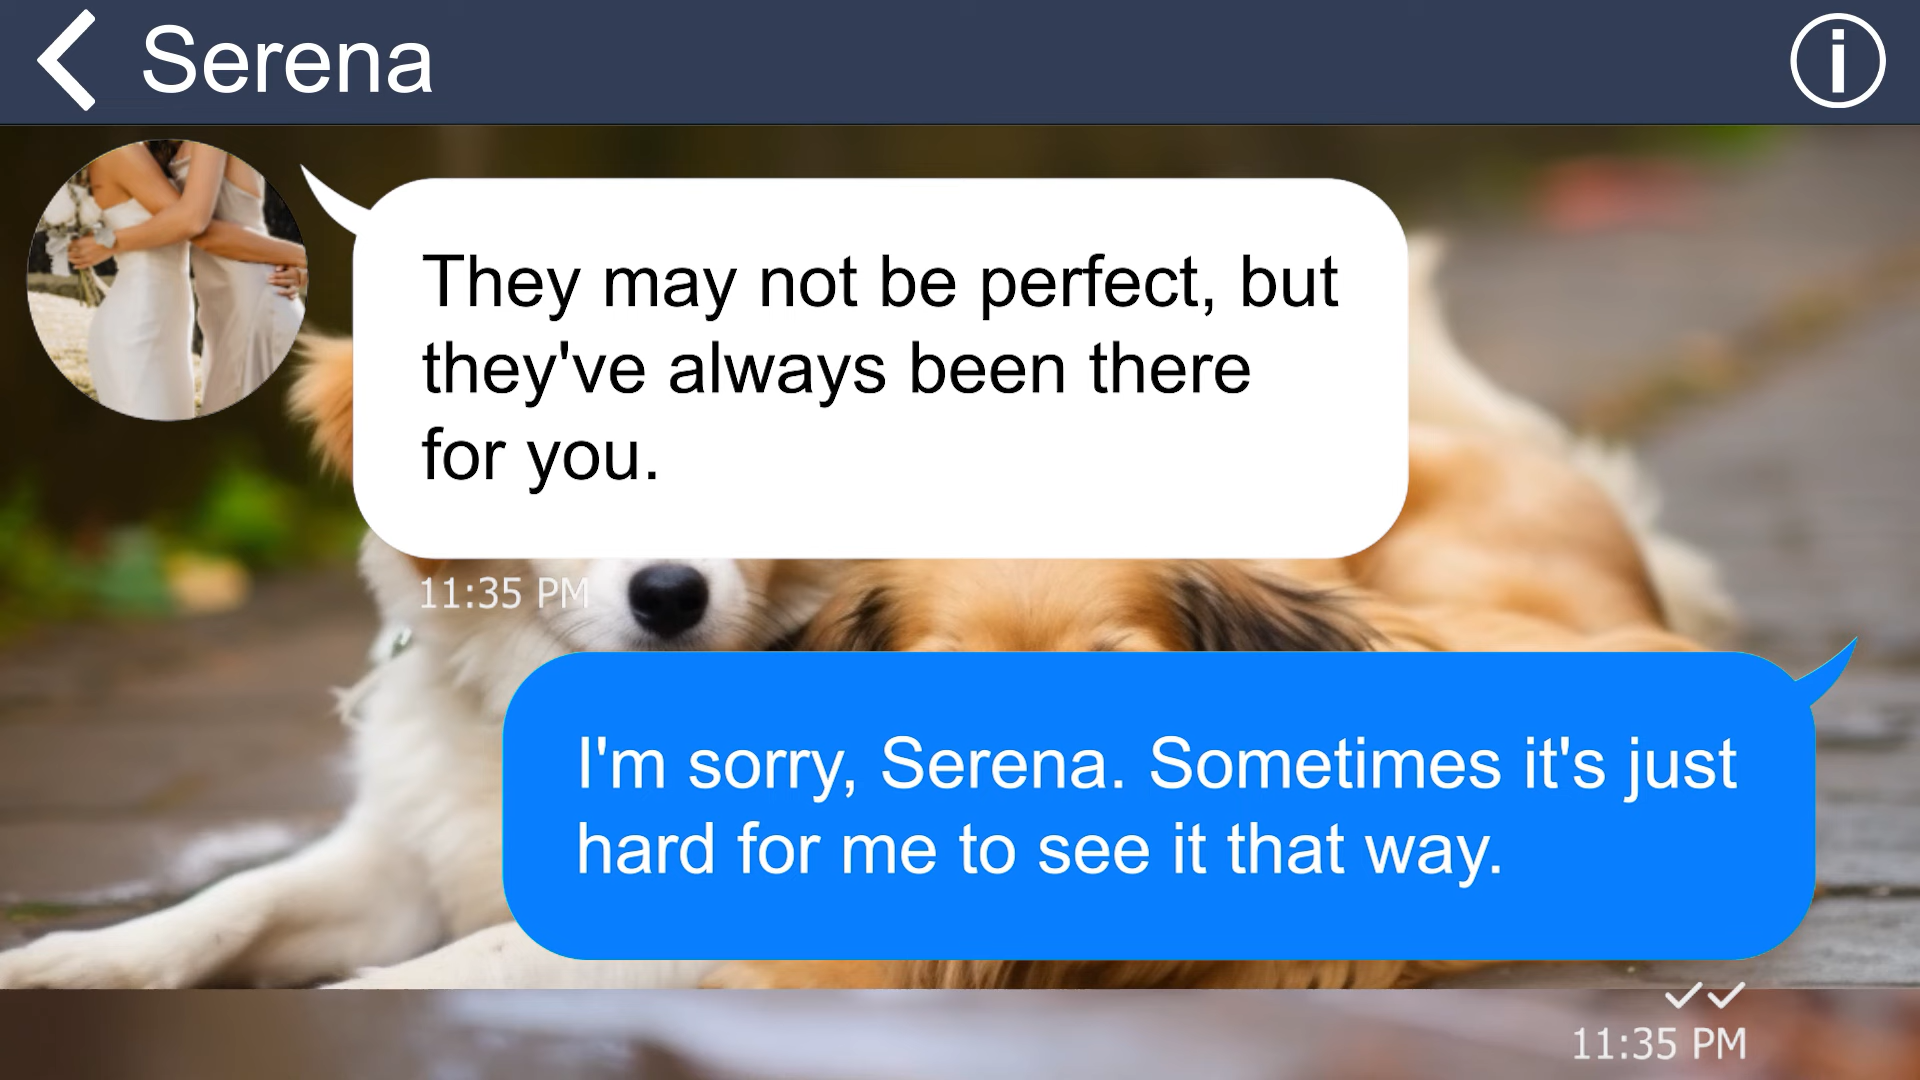 Serena
They may not be perfect, but
they've always been there
for you.
11:35 PM
I'm sorry, Serena. Sometimes it's just
hard for me to see it that way.
11:35 PM